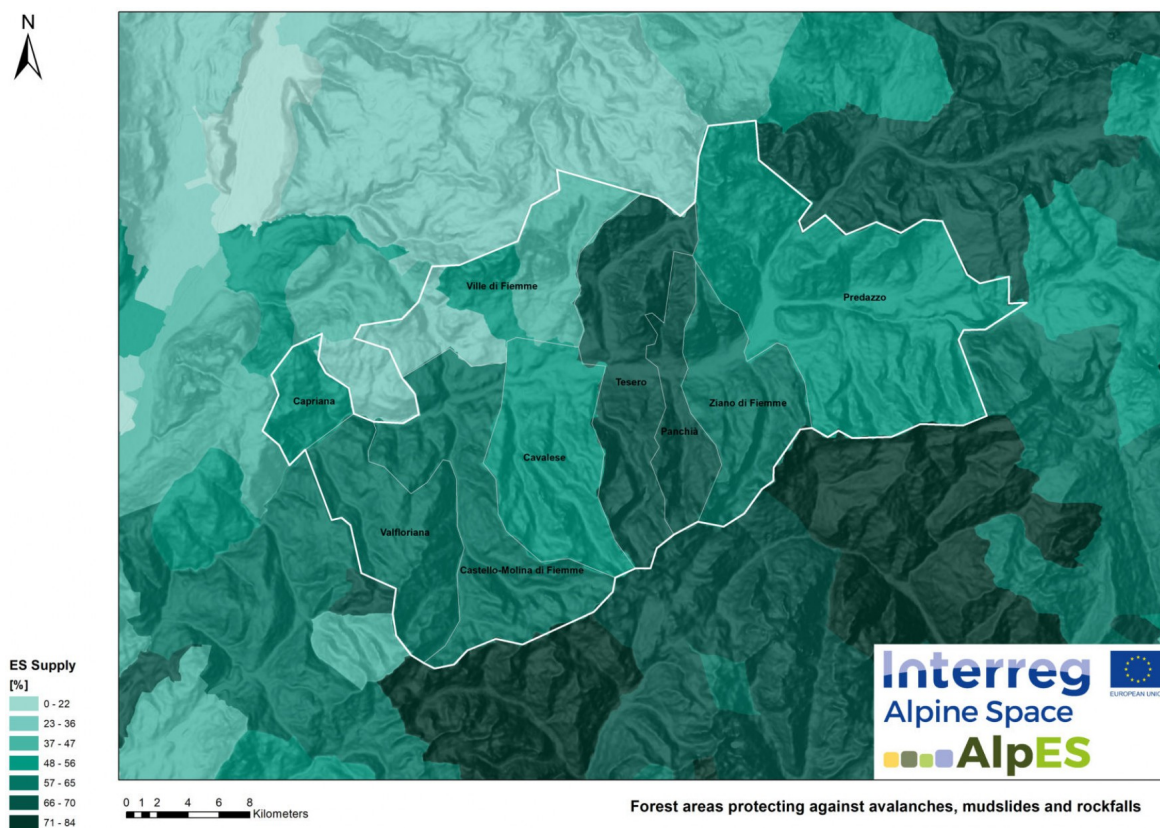 N
Ville di Fiemme
Predazzo
Capriana
Tesero
Ziano di Fiemme
Panchià
Cavalese
Valfloriana
Castello-Molina di Fiemme
ES Supply
[%]
0 - 22
23 - 36
37 - 47
48 - 56
57 - 65
66 - 70
71 - 84
Interreg
EUROPEAN UNION
Alpine Space
AlpES
0 1 2 4 6 8
Kilometers
Forest areas protecting against avalanches, mudslides and rockfalls